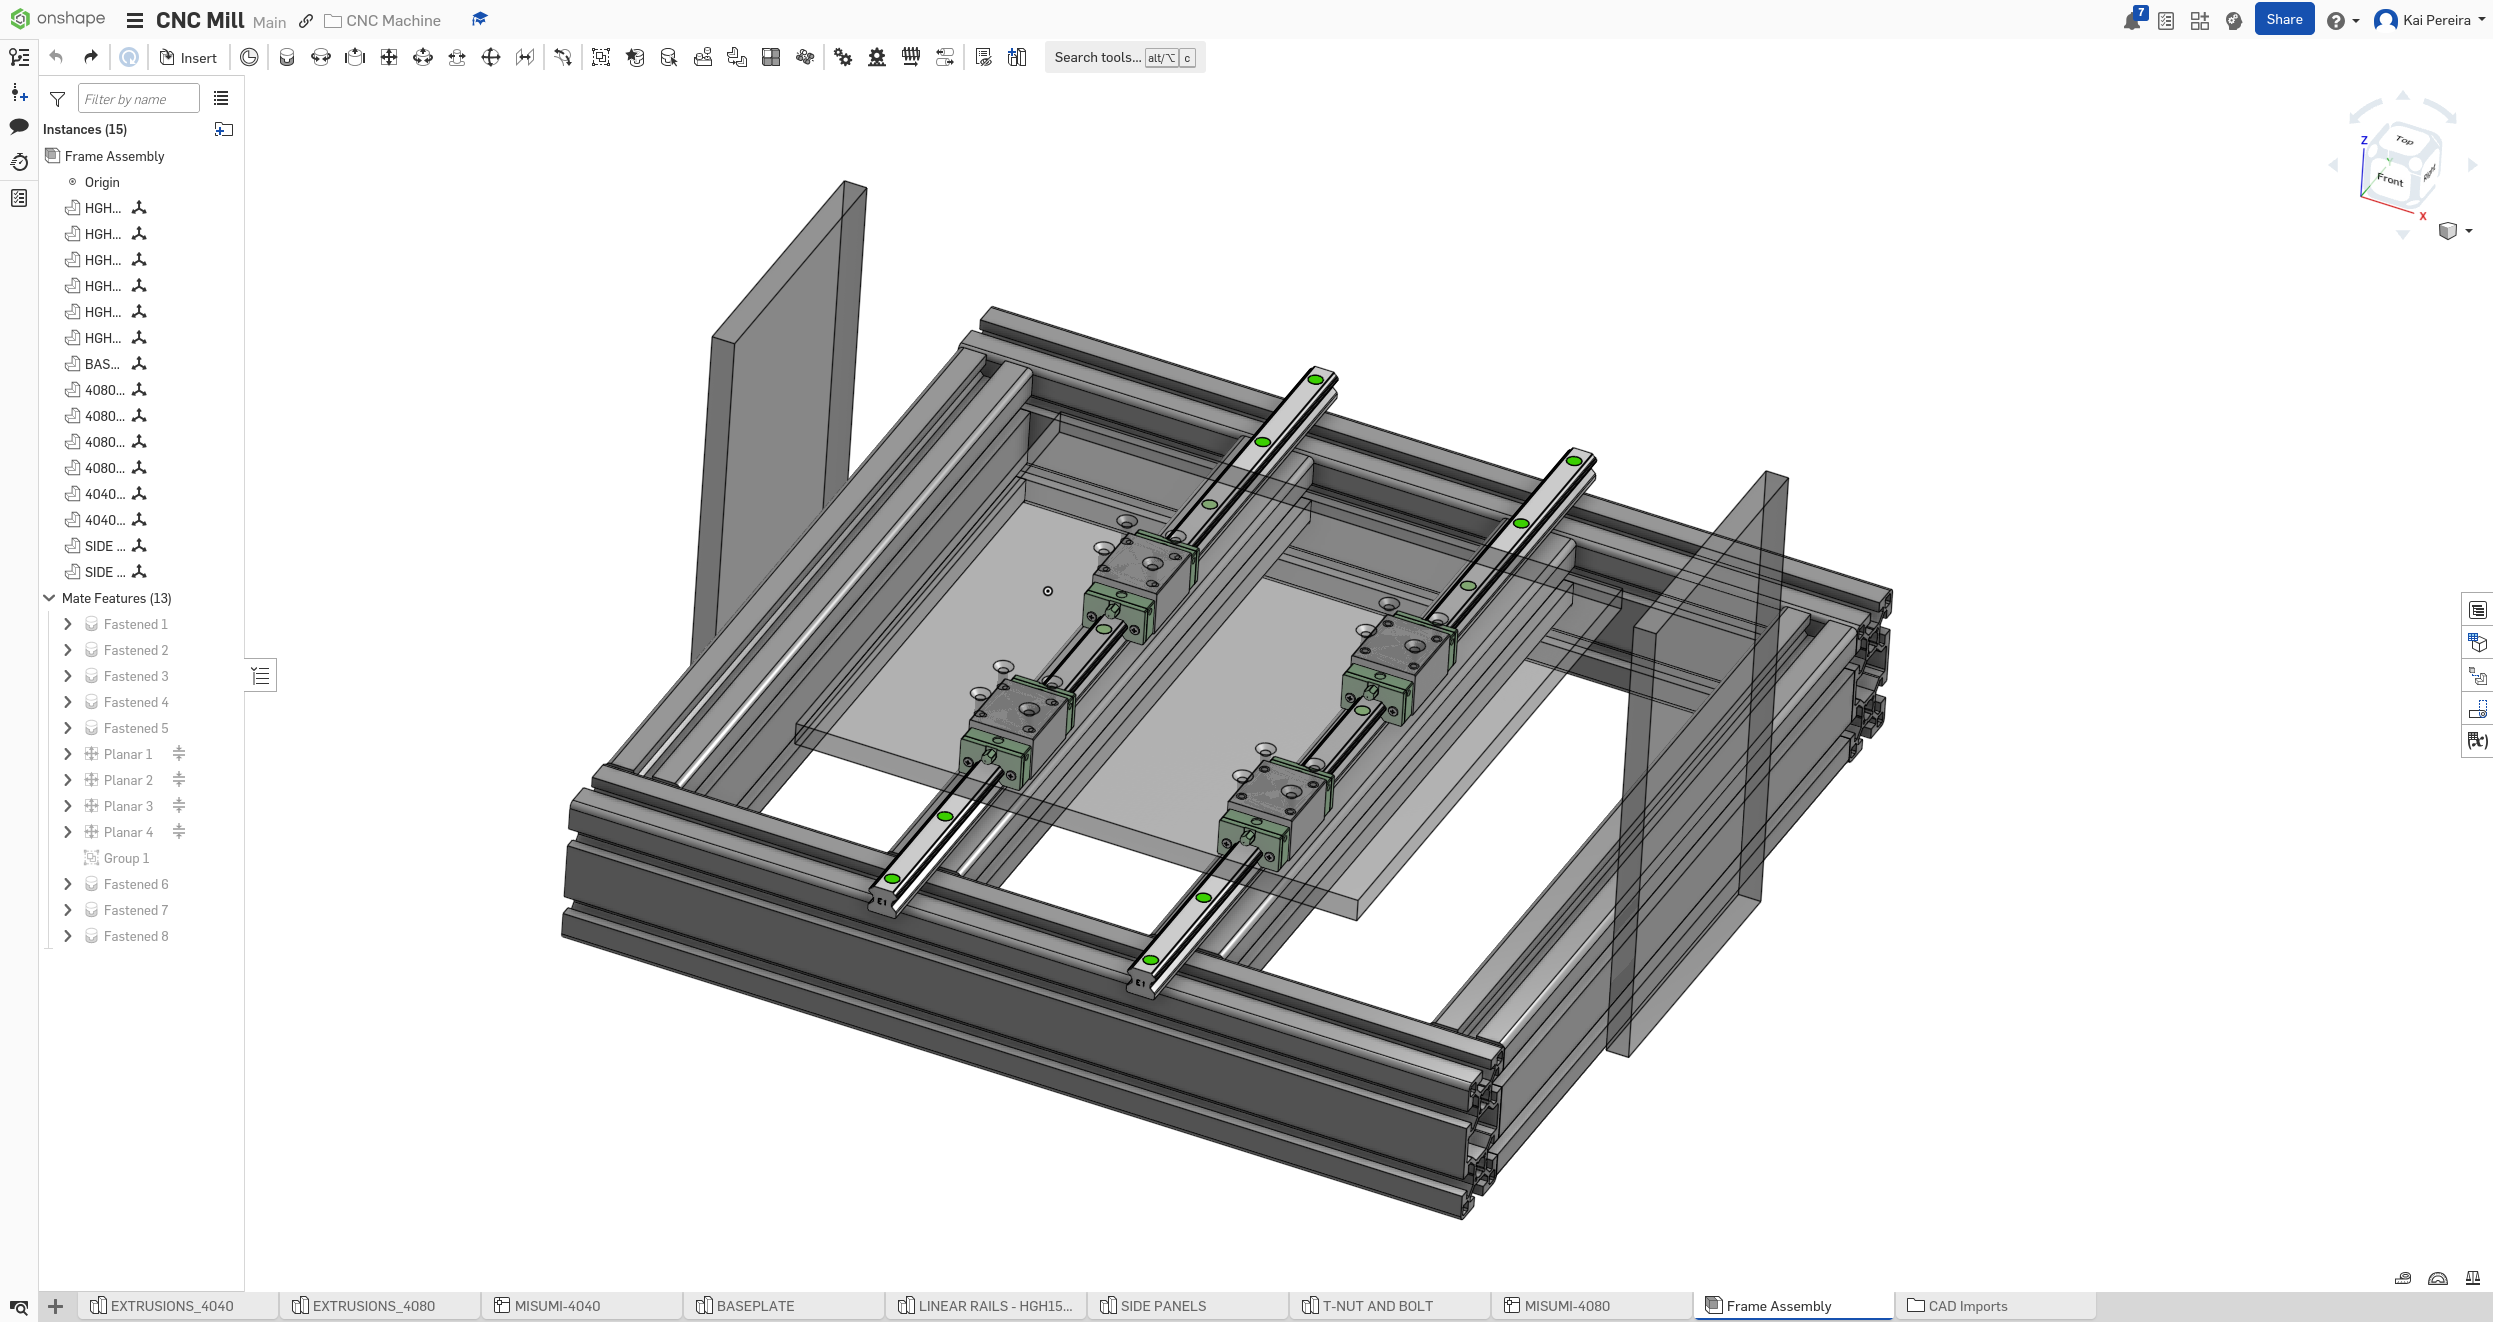 onshape CNC Mill Main CNC Machine 7 Share Kai Pereira
Insert Search tools... alt/⌥ c
Filter by name
Instances (15)
Frame Assembly
Origin
HGH...
HGH...
HGH...
HGH...
HGH...
HGH...
BAS...
4080...
4080...
4080...
4080...
4040...
4040...
SIDE ...
SIDE ...
Mate Features (13)
Fastened 1
Fastened 2
Fastened 3
Fastened 4
Fastened 5
Planar 1
Planar 2
Planar 3
Planar 4
Group 1
Fastened 6
Fastened 7
Fastened 8
Z
Top
Front
Right
X
E1
E1
EXTRUSIONS_4040 EXTRUSIONS_4080 MISUMI-4040 BASEPLATE LINEAR RAILS - HGH15... SIDE PANELS T-NUT AND BOLT MISUMI-4080 Frame Assembly CAD Imports